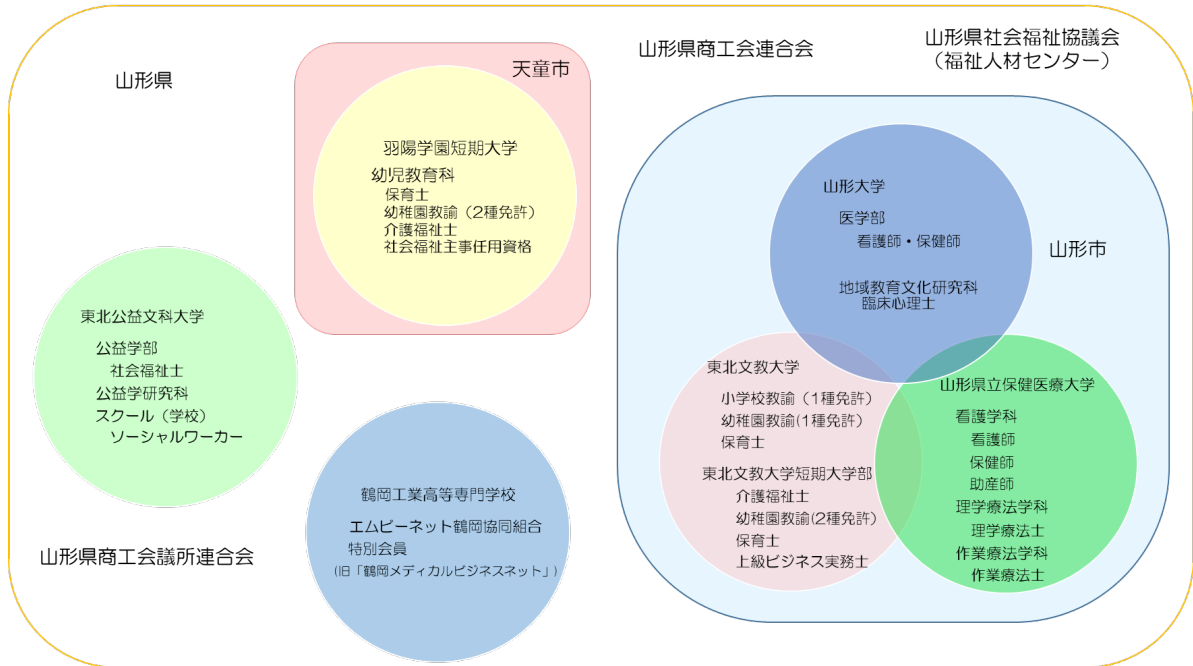 山形県
天童市
羽陽学園短期大学
幼児教育科
保育士
幼稚園教諭（2種免許）
介護福祉士
社会福祉主事任用資格
東北公益文科大学
公益学部
社会福祉士
公益学研究科
スクール（学校）
ソーシャルワーカー
山形県商工会議所連合会
鶴岡工業高等専門学校
エムピーネット鶴岡協同組合
特別会員
(旧「鶴岡メディカルビジネスネット」)
山形県商工会連合会
山形県社会福祉協議会
（福祉人材センター）
山形市
山形大学
医学部
看護師・保健師
地域教育文化研究科
臨床心理士
東北文教大学
小学校教諭（1種免許）
幼稚園教諭(1種免許)
保育士
東北文教大学短期大学部
介護福祉士
幼稚園教諭(2種免許)
保育士
上級ビジネス実務士
山形県立保健医療大学
看護学科
看護師
保健師
助産師
理学療法学科
理学療法士
作業療法学科
作業療法士